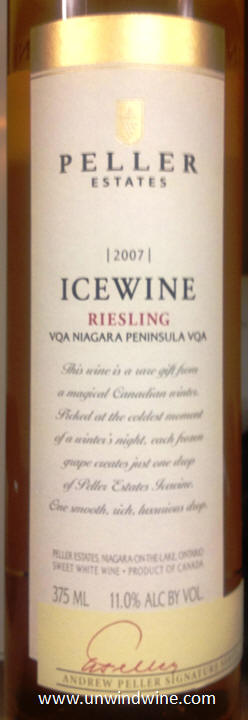 PELLER
ESTATES
|2007|
ICEWINE
RIESLING
VQA NIAGARA PENINSULA VQA
This wine is a rare gift from
a magical Canadian winter.
Picked at the coldest moment
of a winter's night, each frozen
grape creates just one drop
of Peller Estates Icewine.
One smooth, rich, luxurious drop.
PELLER ESTATES, NIAGARA-ON-THE-LAKE, ONTARIO
SWEET WHITE WINE • PRODUCT OF CANADA
375 ML 11.0% ALC BY VOL.
ANDREW PELLER SIGNATURE
www.unwindwine.com